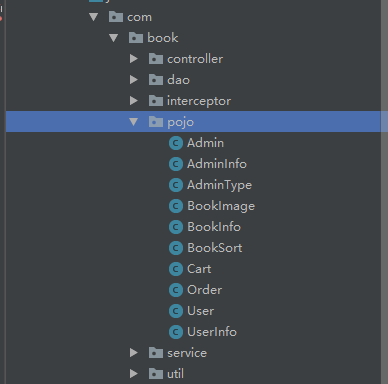 com
book
controller
dao
interceptor
pojo
Admin
AdminInfo
AdminType
BookImage
BookInfo
BookSort
Cart
Order
User
UserInfo
service
util